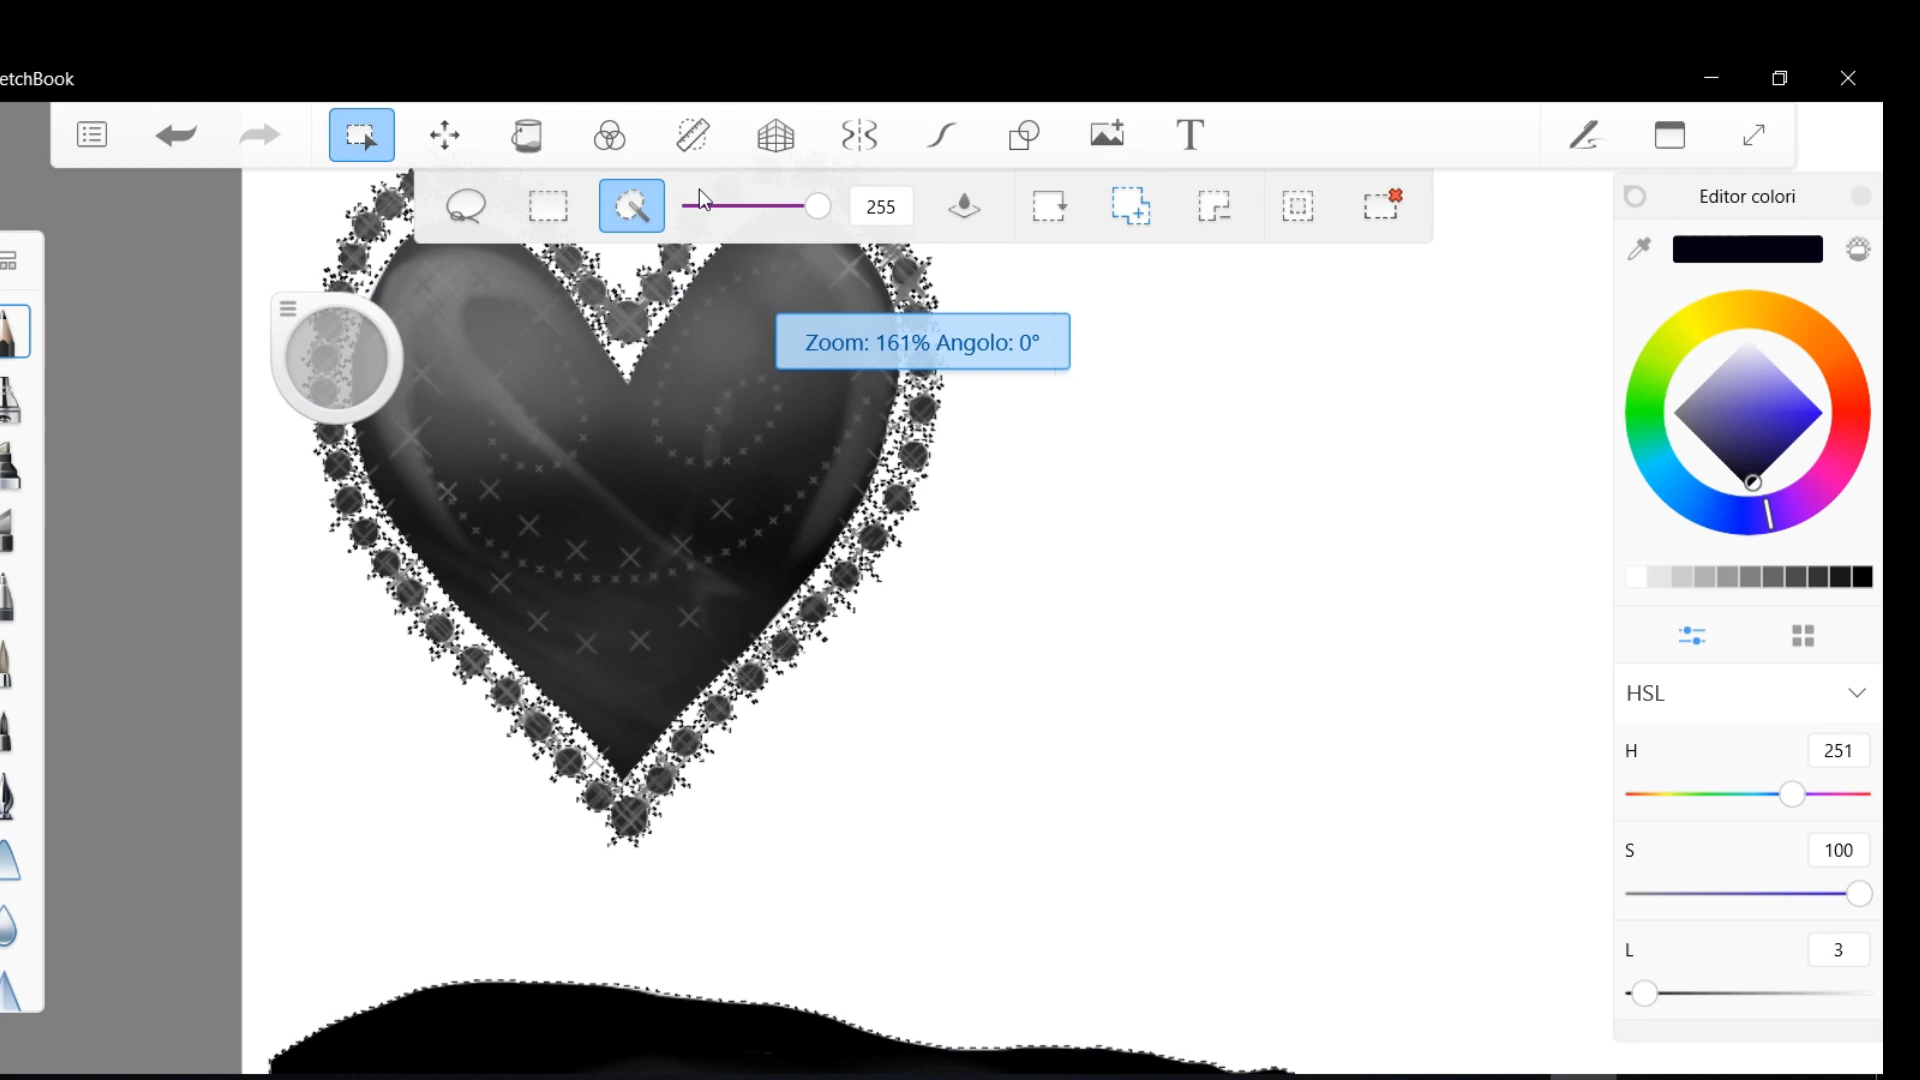 etchBook
T
255
Editor colori
Zoom: 161% Angolo: 0°
HSL
H 251
S 100
L 3